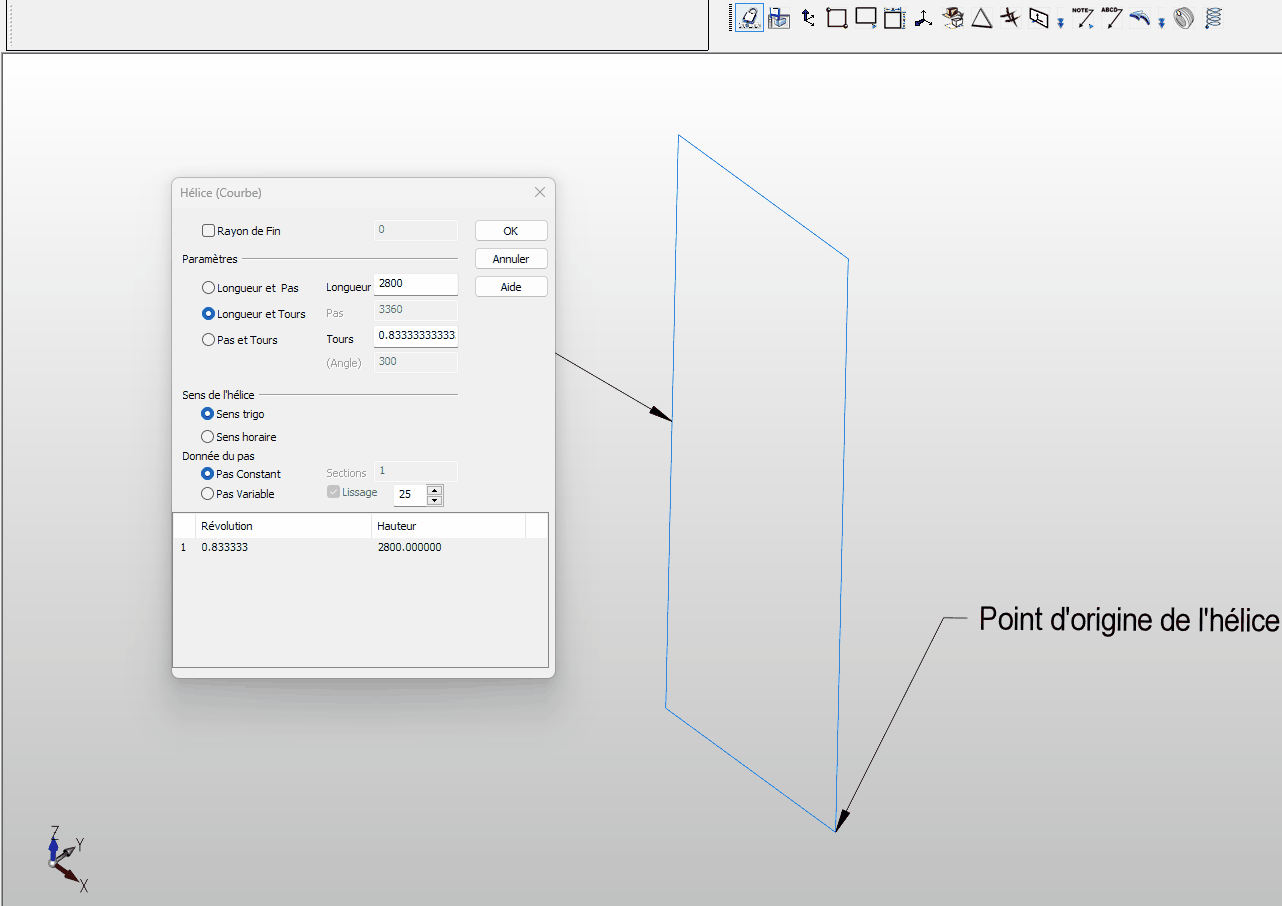 NOTE
ABCD
Hélice (Courbe)
Rayon de Fin 0 OK
Paramètres Annuler
Longueur et Pas Longueur 2800 Aide
Longueur et Tours Pas 3360
Pas et Tours Tours 0.83333333333
(Angle) 300
Sens de l'hélice
Sens trigo
Sens horaire
Donnée du pas
Pas Constant Sections 1
Pas Variable Lissage 25
Révolution Hauteur
1 0.833333 2800.000000
Point d'origine de l'hélice
Z
Y
X